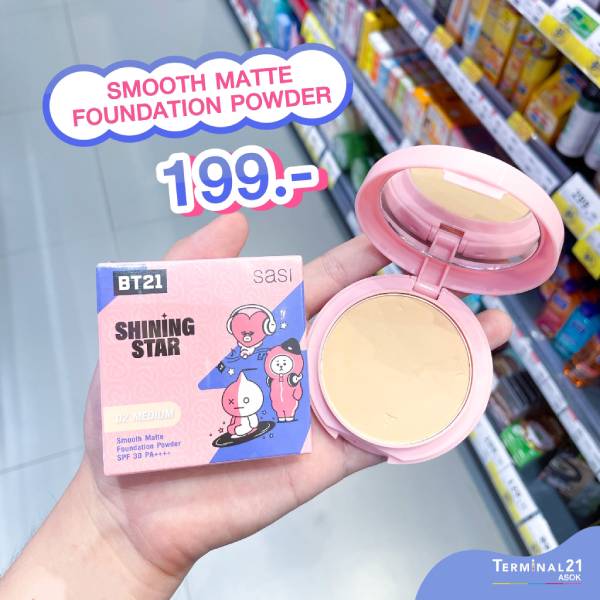 SMOOTH MATTE
FOUNDATION POWDER
199.-
BT21
sasi
SHINING
STAR
02 MEDIUM
Smooth Matte
Foundation Powder
SPF 30 PA++++
TERMINAL21
ASOK